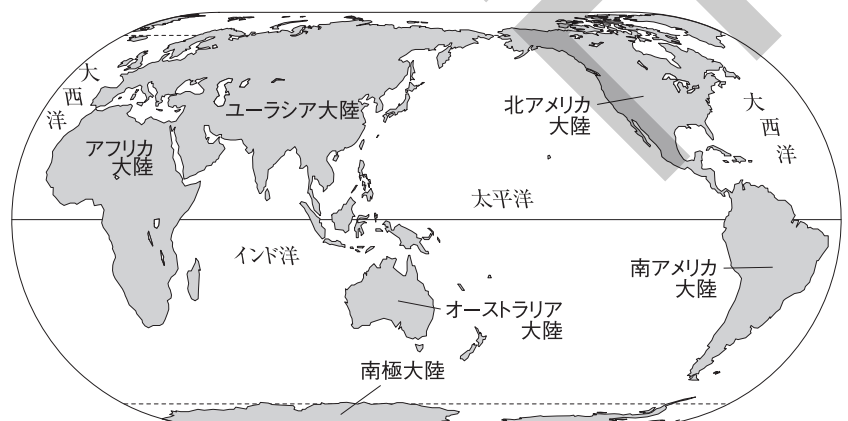 大西洋
ユーラシア大陸
アフリカ
大陸
北アメリカ
大陸
大西洋
太平洋
インド洋
南アメリカ
大陸
オーストラリア
大陸
南極大陸